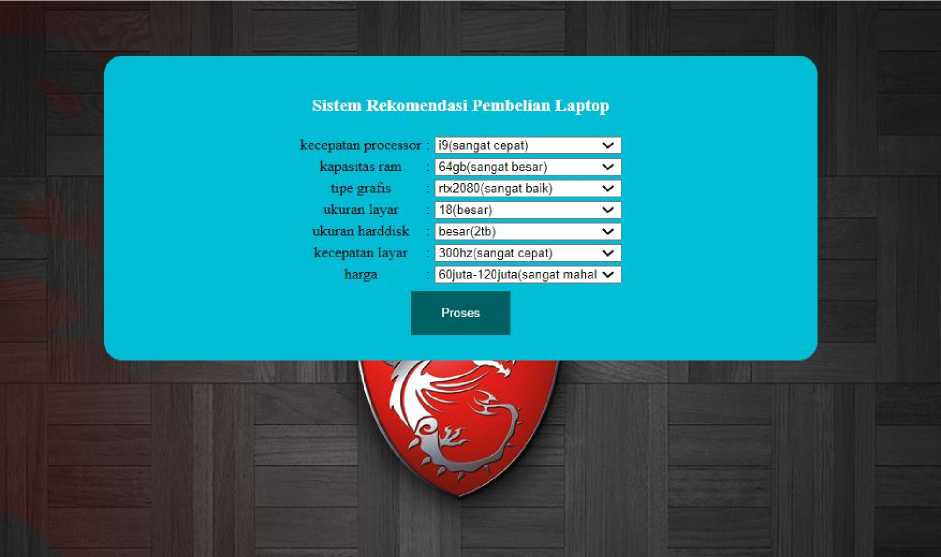 Sistem Rekomendasi Pembelian Laptop
kecepatan processor : i9(sangat cepat)
kapasitas ram : 64gb(sangat besar)
tipe grafis : rtx2080(sangat baik)
ukuran layar : 18(besar)
ukuran harddisk : besar(2tb)
kecepatan layar : 300hz(sangat cepat)
harga : 60juta-120juta(sangat mahal
Proses